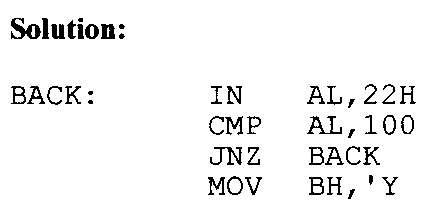 Solution:
BACK: IN AL,22H
CMP AL,100
JNZ BACK
MOV BH,'Y